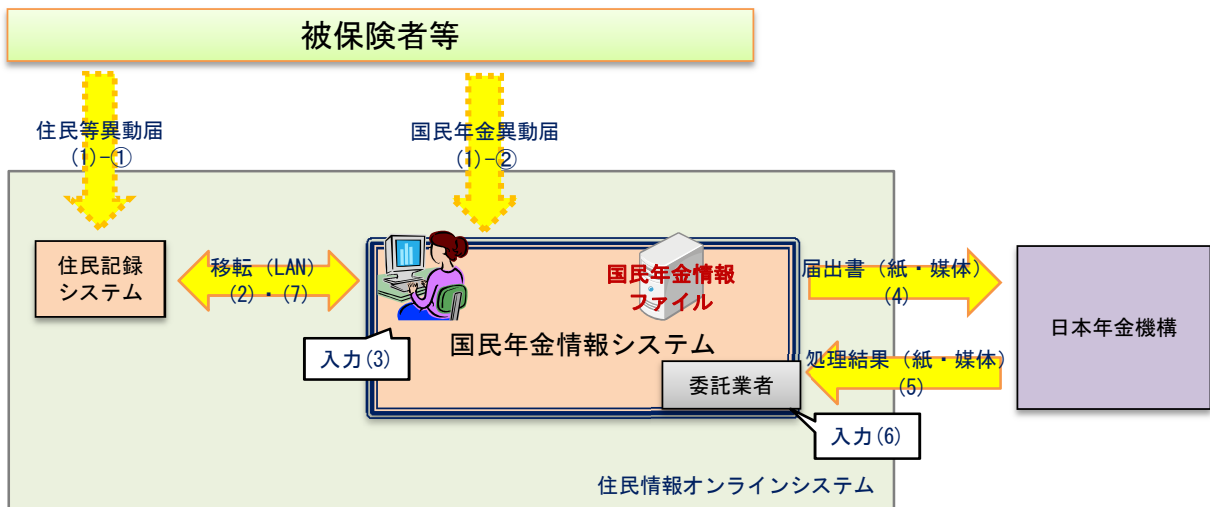 被保険者等
住民等異動届
(1)-①
国民年金異動届
(1)-②
住民記録
システム
移転（LAN）
(2)・(7)
国民年金情報
ファイル
国民年金情報システム
入力(3)
委託業者
入力(6)
届出書（紙・媒体）
(4)
処理結果（紙・媒体）
(5)
日本年金機構
住民情報オンラインシステム